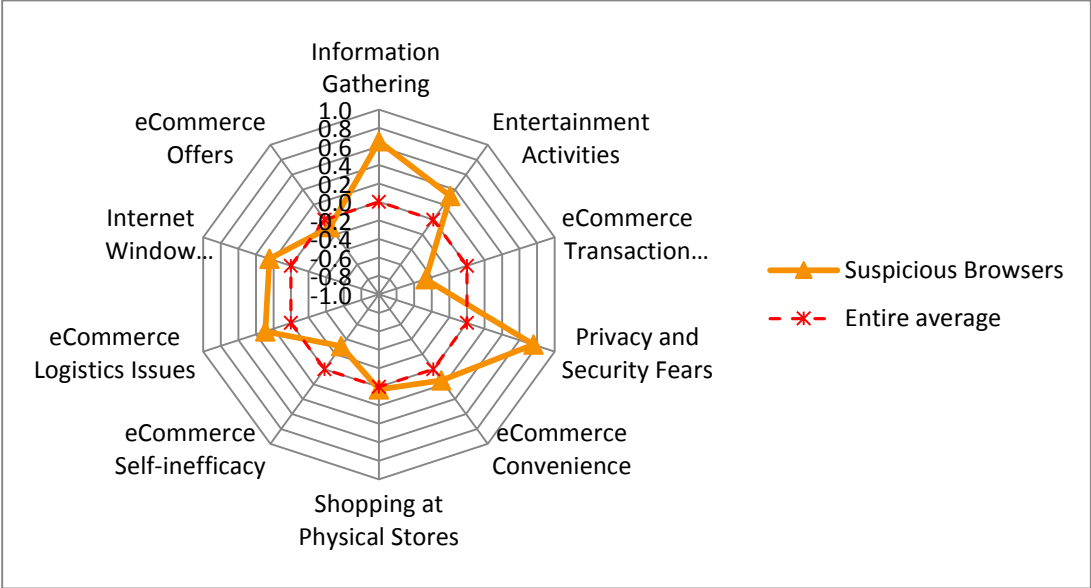 Information
Gathering
Entertainment
Activities
eCommerce
Transaction...
Privacy and
Security Fears
eCommerce
Convenience
Shopping at
Physical Stores
eCommerce
Self-inefficacy
eCommerce
Logistics Issues
Internet
Window...
eCommerce
Offers
1.0
0.8
0.6
0.4
0.2
0.0
-0.2
-0.4
-0.6
-0.8
-1.0
Suspicious Browsers
Entire average